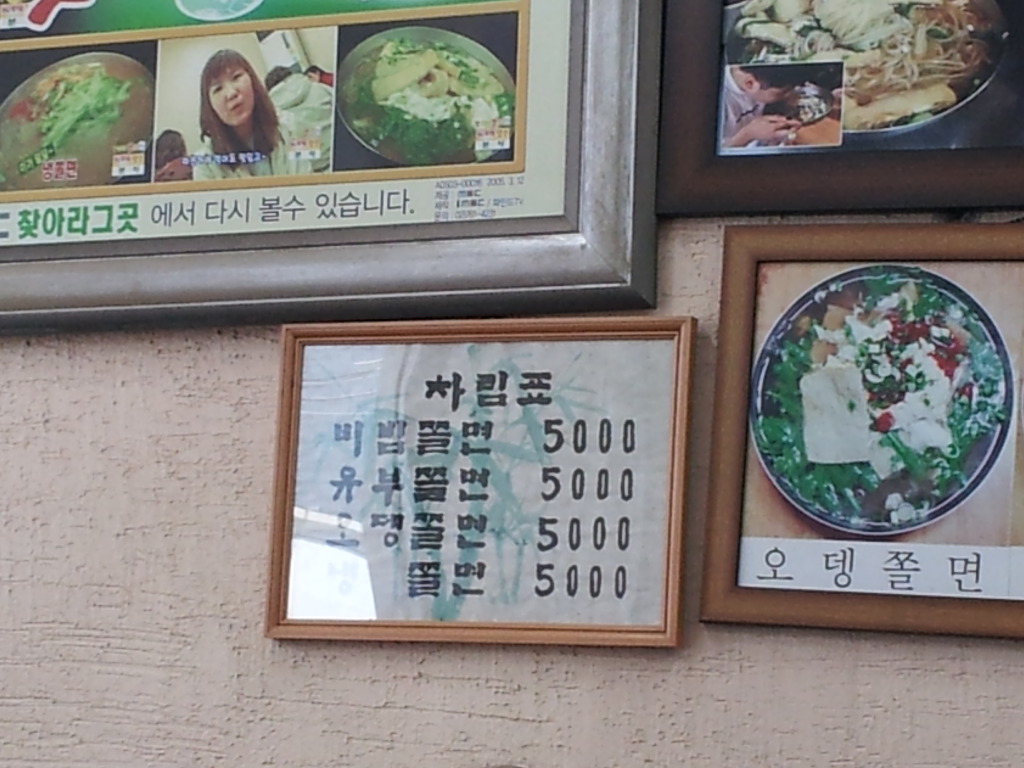 냉쫄면
찾아라그곳 에서 다시 볼수 있습니다.
차림표
비빔쫄면 5000
유부쫄면 5000
오뎅쫄면 5000
냉쫄면 5000
오뎅쫄면